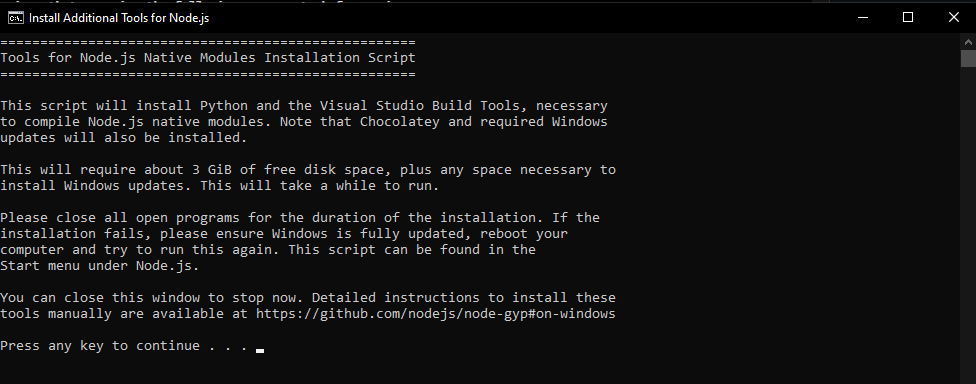 Install Additional Tools for Node.js
====================================================
Tools for Node.js Native Modules Installation Script
====================================================
This script will install Python and the Visual Studio Build Tools, necessary
to compile Node.js native modules. Note that Chocolatey and required Windows
updates will also be installed.
This will require about 3 GiB of free disk space, plus any space necessary to
install Windows updates. This will take a while to run.
Please close all open programs for the duration of the installation. If the
installation fails, please ensure Windows is fully updated, reboot your
computer and try to run this again. This script can be found in the
Start menu under Node.js.
You can close this window to stop now. Detailed instructions to install these
tools manually are available at https://github.com/nodejs/node-gyp#on-windows
Press any key to continue . . .